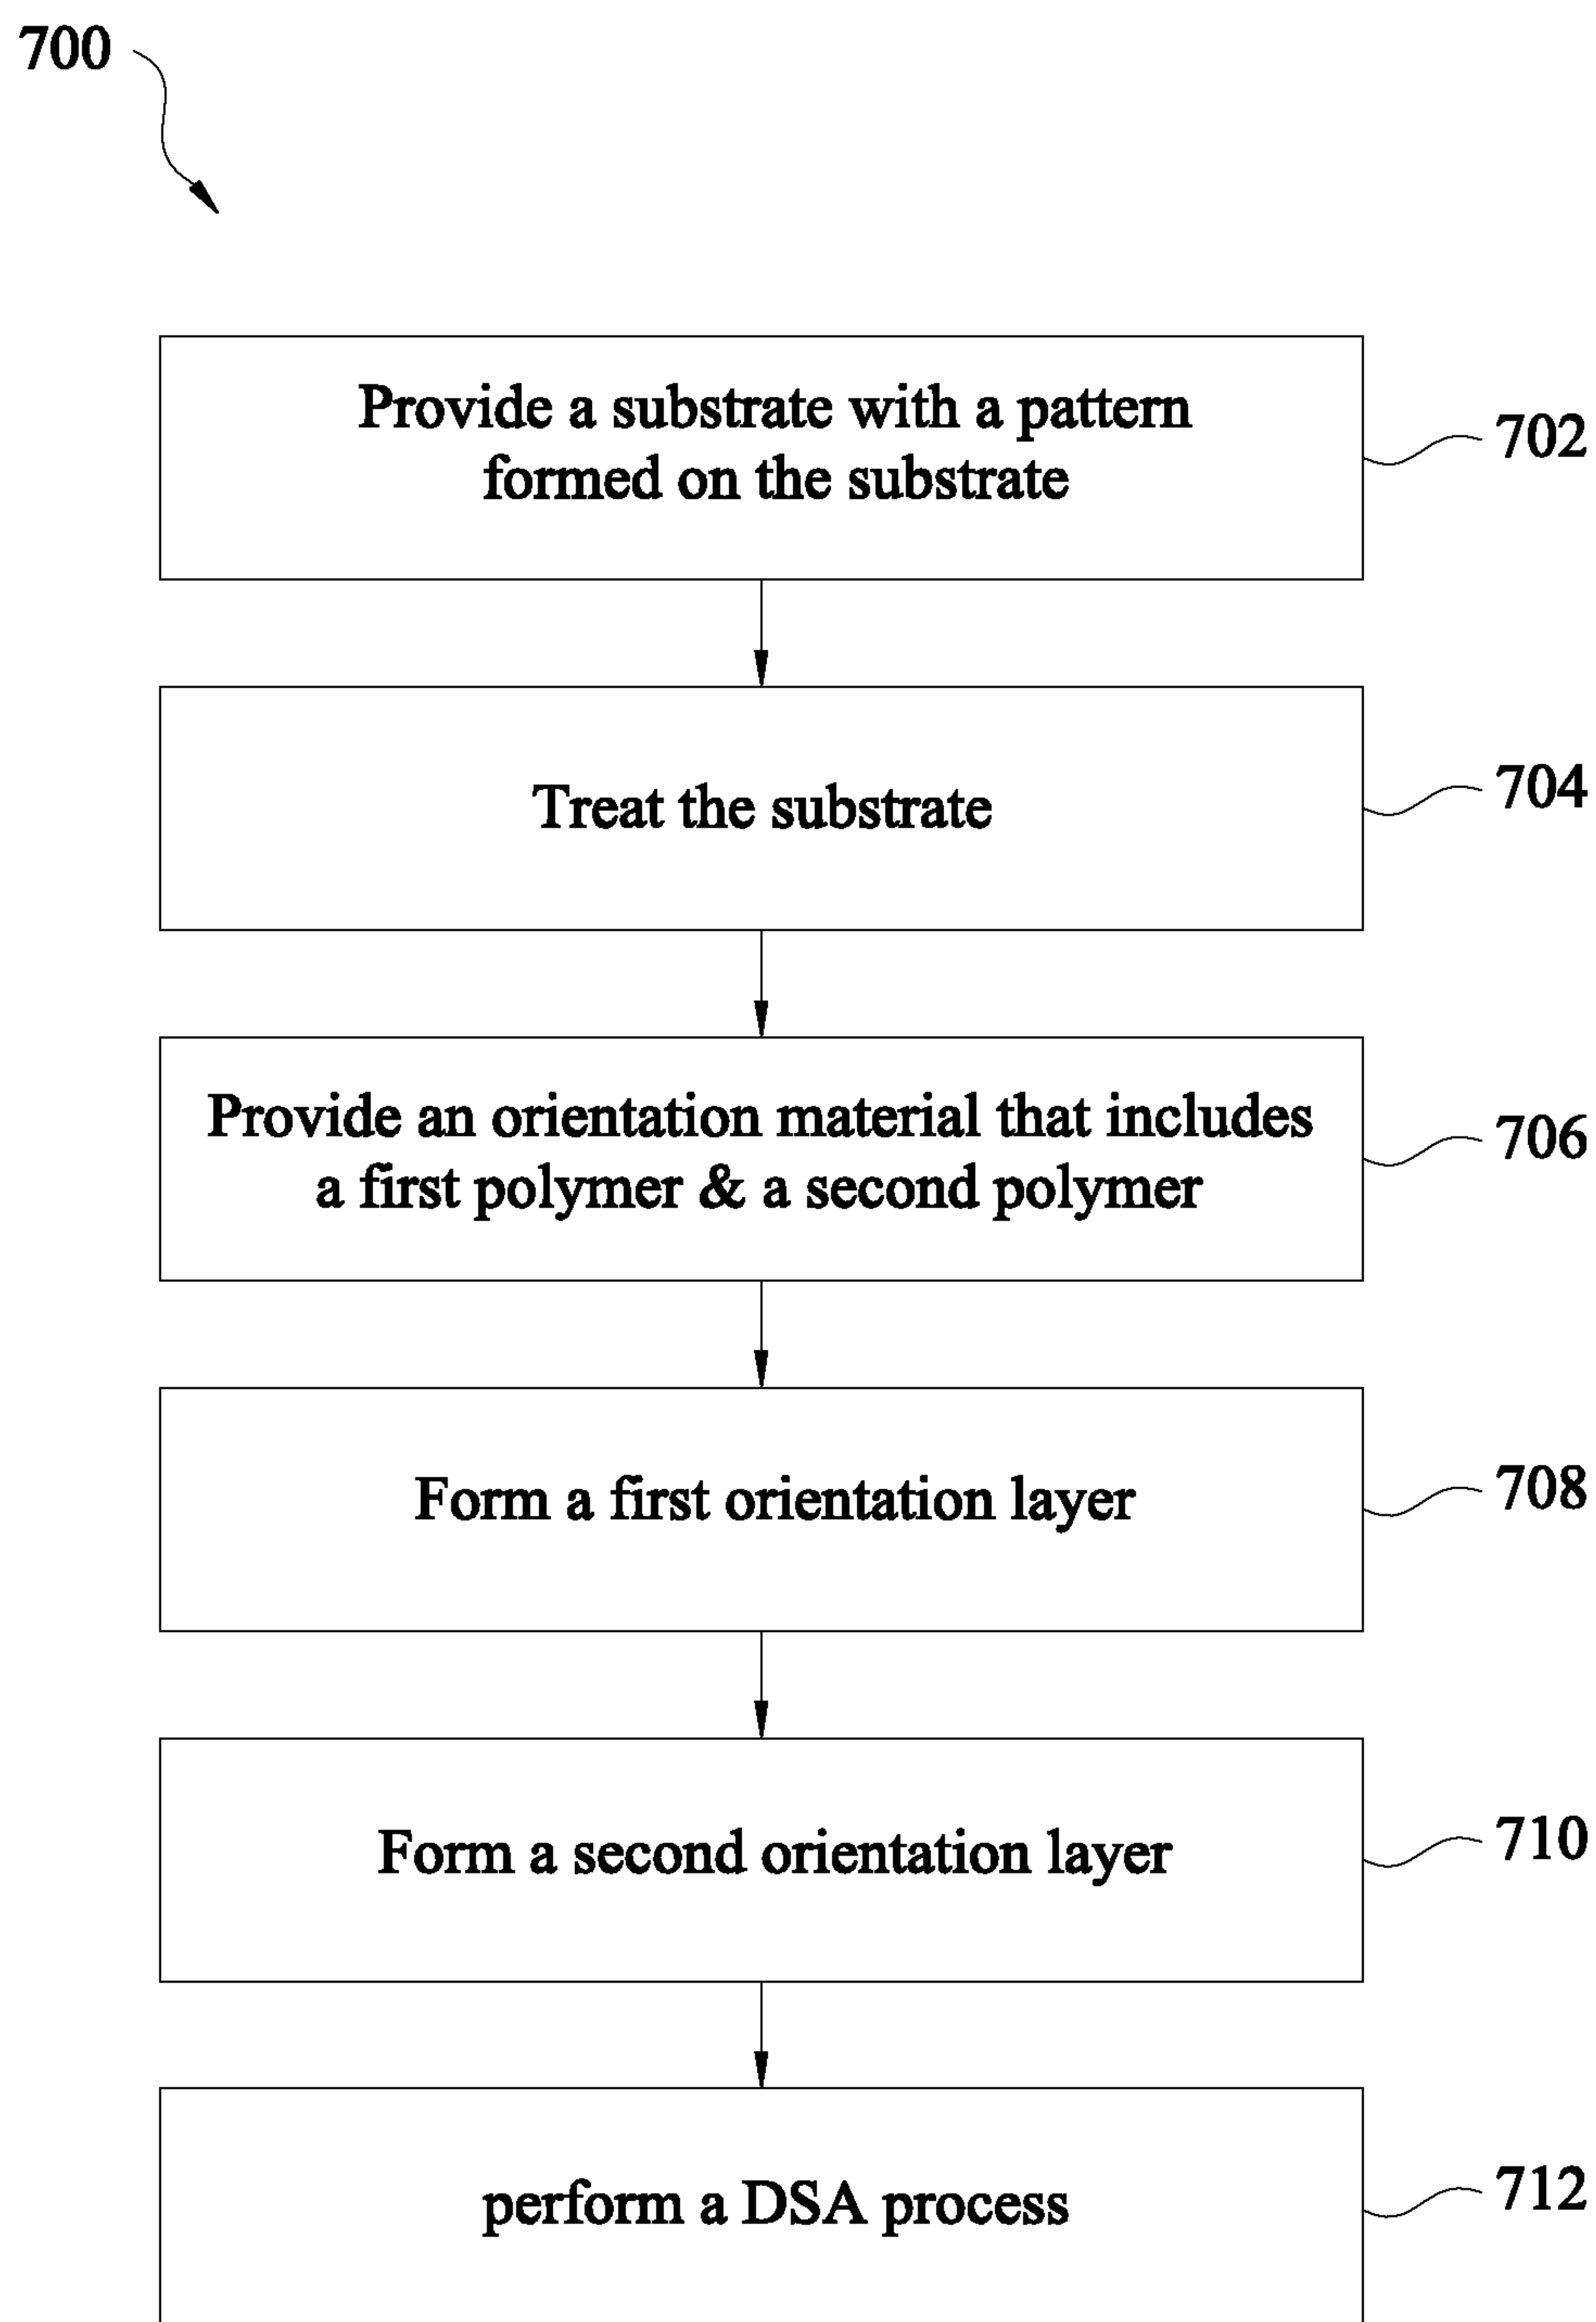 700
Provide a substrate with a pattern
formed on the substrate
702
Treat the substrate
704
Provide an orientation material that includes
a first polymer & a second polymer
706
Form a first orientation layer
708
Form a second orientation layer
710
perform a DSA process
712